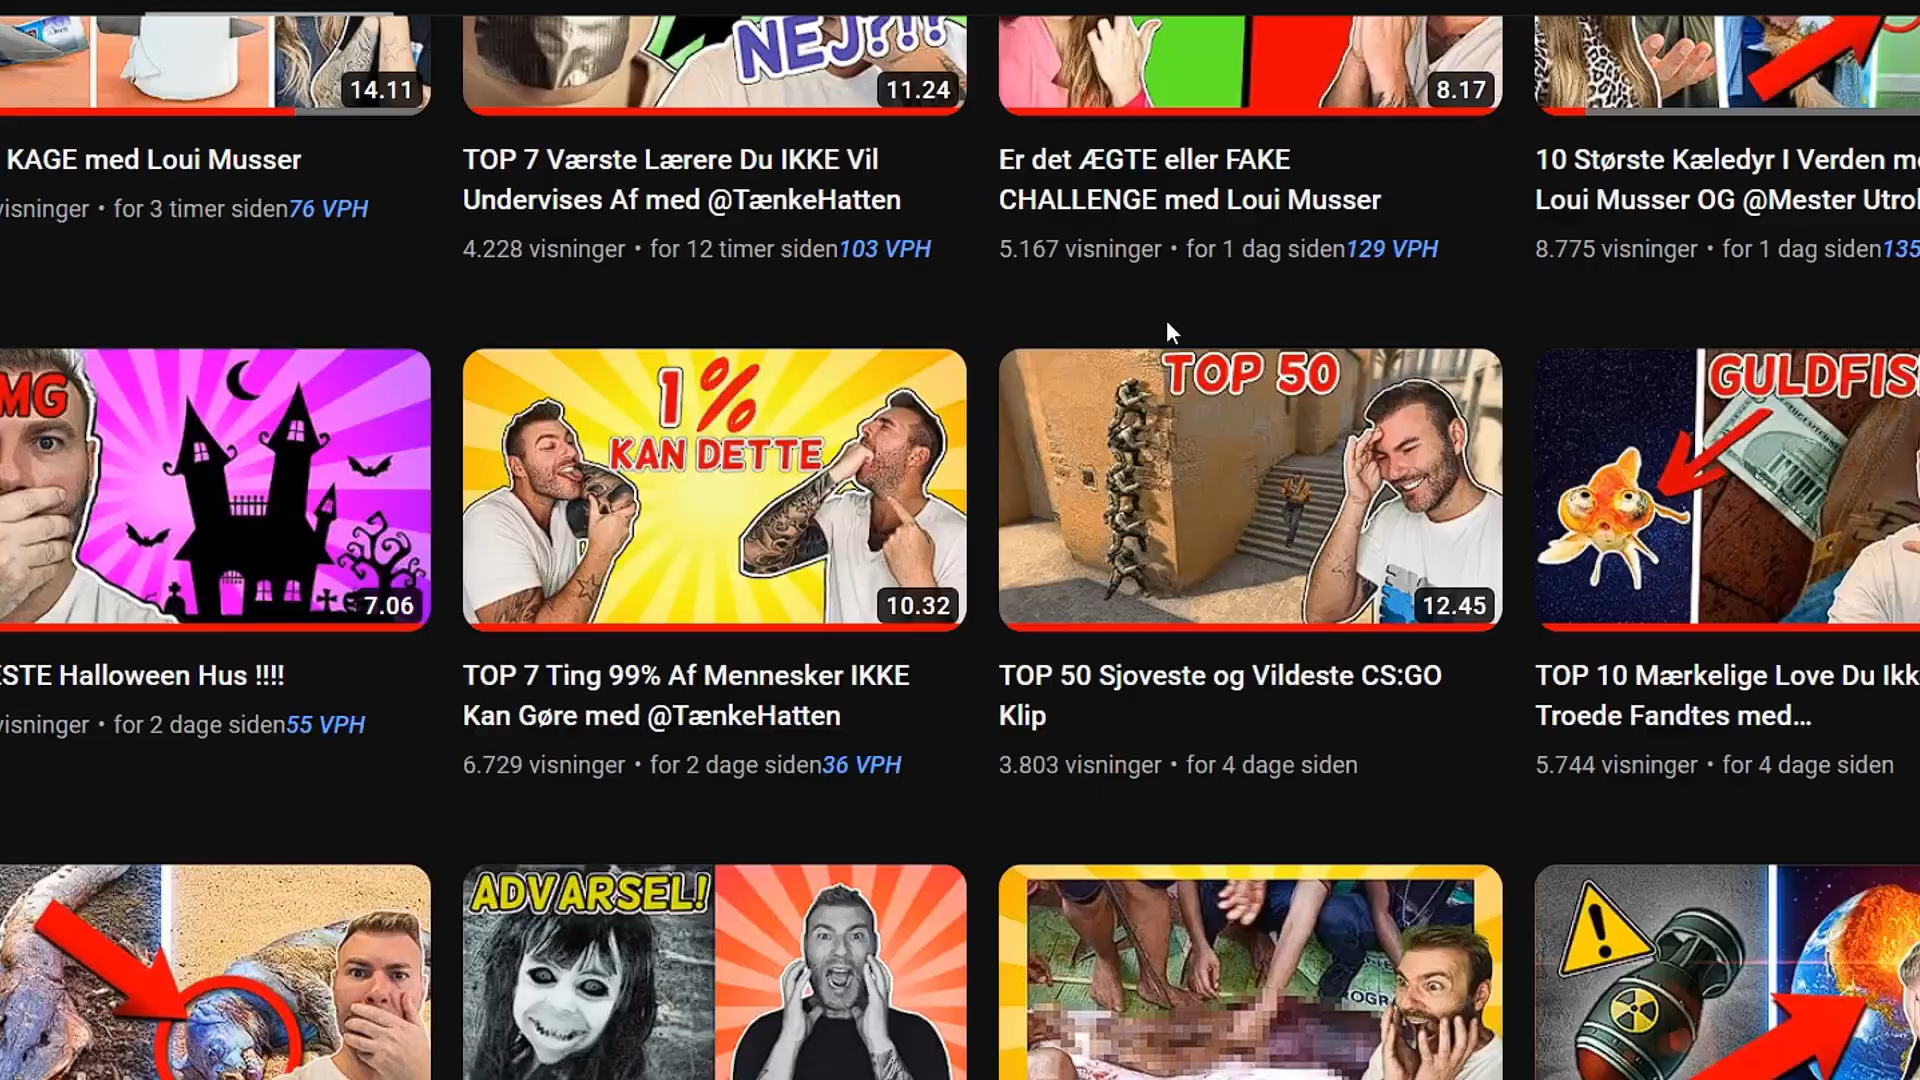 NEJ?!!
14.11
11.24
8.17
KAGE med Loui Musser
visninger • for 3 timer siden76 VPH
TOP 7 Værste Lærere Du IKKE Vil
Undervises Af med @TænkeHatten
4.228 visninger • for 12 timer siden103 VPH
Er det ÆGTE eller FAKE
CHALLENGE med Loui Musser
5.167 visninger • for 1 dag siden129 VPH
10 Største Kæledyr I Verden me
Loui Musser OG @Mester Utrol
8.775 visninger • for 1 dag siden135
MG
7.06
1%
KAN DETTE
10.32
TOP 50
12.45
GULDFIS
STE Halloween Hus !!!!
visninger • for 2 dage siden55 VPH
TOP 7 Ting 99% Af Mennesker IKKE
Kan Gøre med @TænkeHatten
6.729 visninger • for 2 dage siden36 VPH
TOP 50 Sjoveste og Vildeste CS:GO
Klip
3.803 visninger • for 4 dage siden
TOP 10 Mærkelige Love Du Ikk
Troede Fandtes med...
5.744 visninger • for 4 dage siden
ADVARSEL!